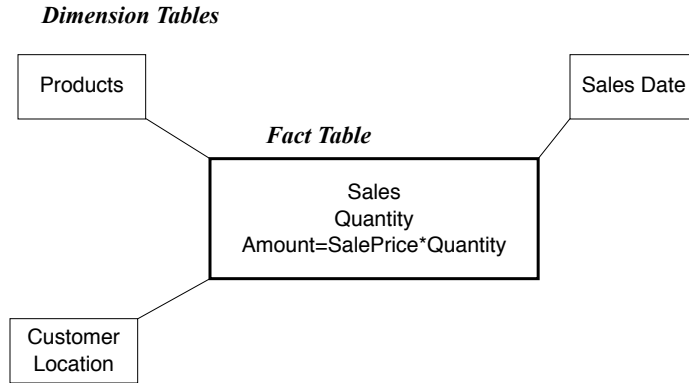 Dimension Tables
Products
Sales Date
Fact Table
Sales
Quantity
Amount=SalePrice*Quantity
Customer
Location